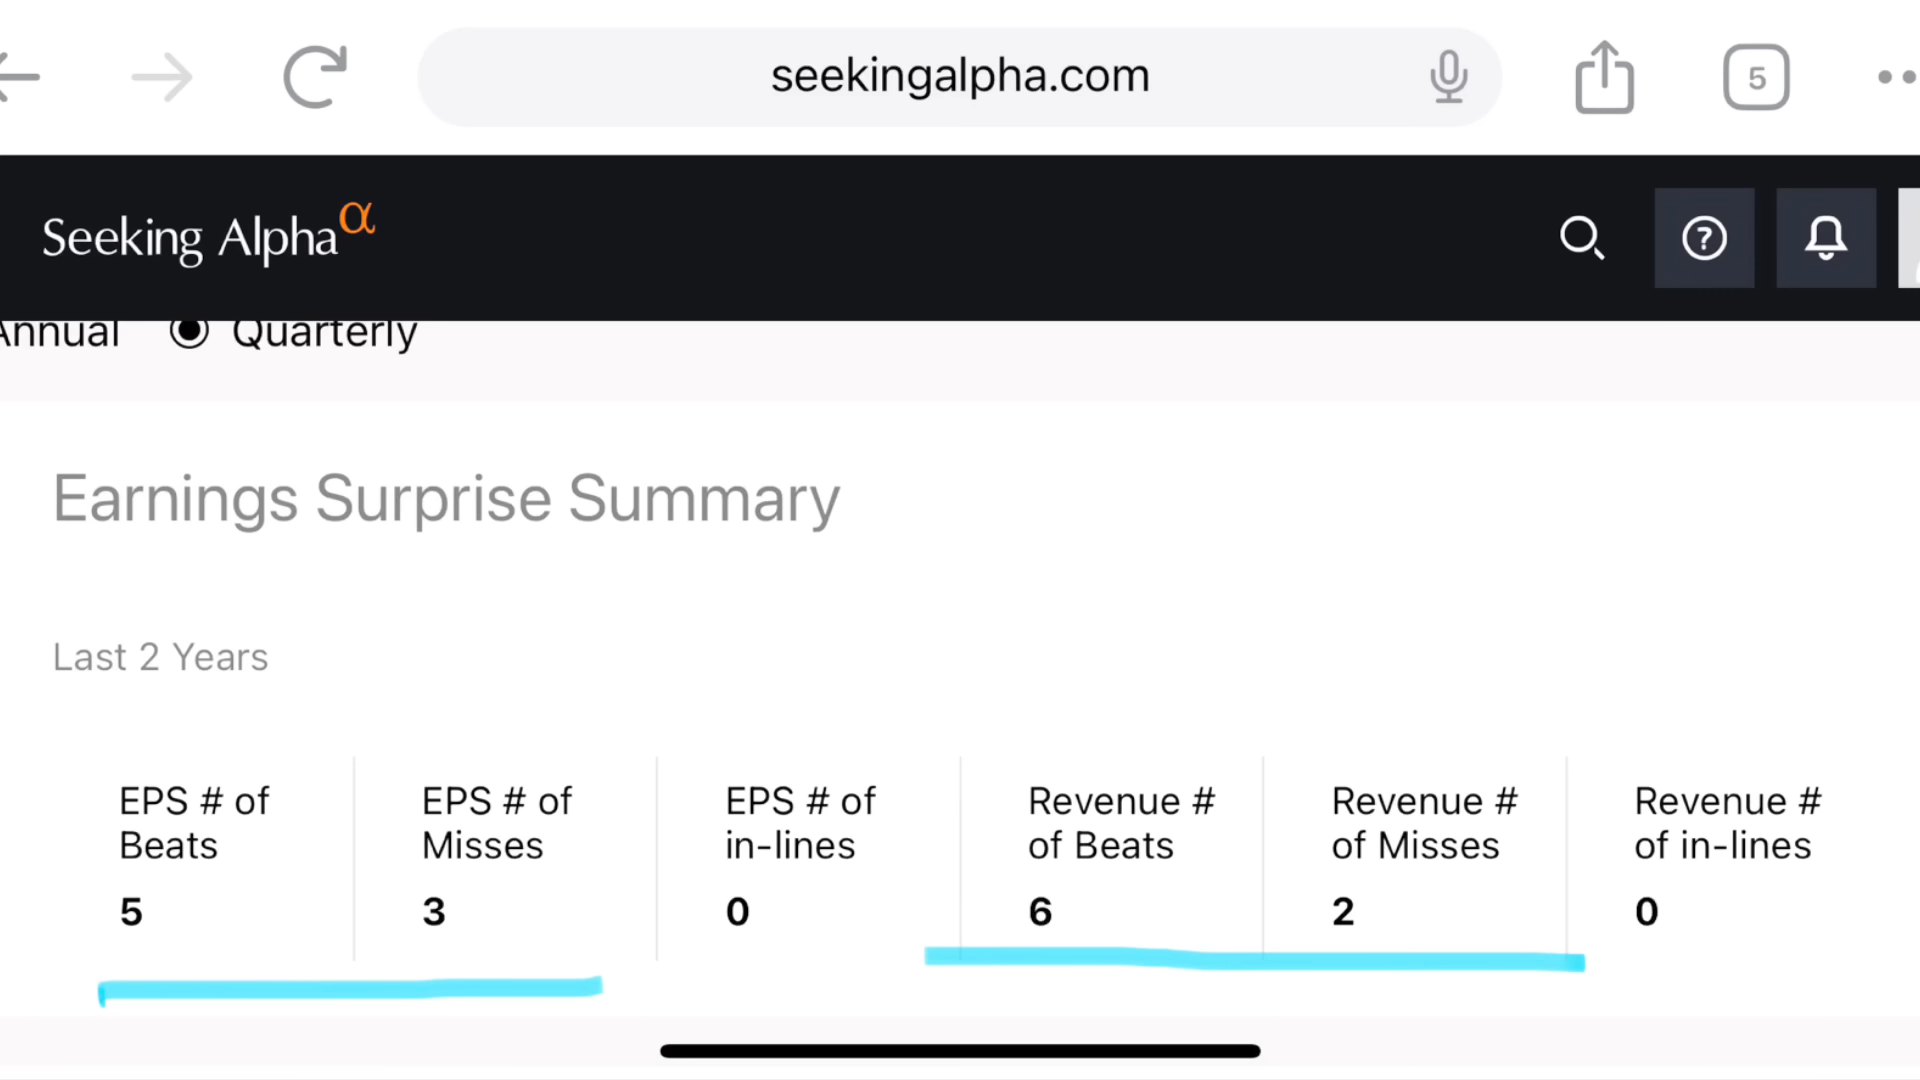 seekingalpha.com
5
Seeking Alpha α
Annual Quarterly
Earnings Surprise Summary
Last 2 Years
EPS # of Beats
5
EPS # of Misses
3
EPS # of in-lines
0
Revenue # of Beats
6
Revenue # of Misses
2
Revenue # of in-lines
0